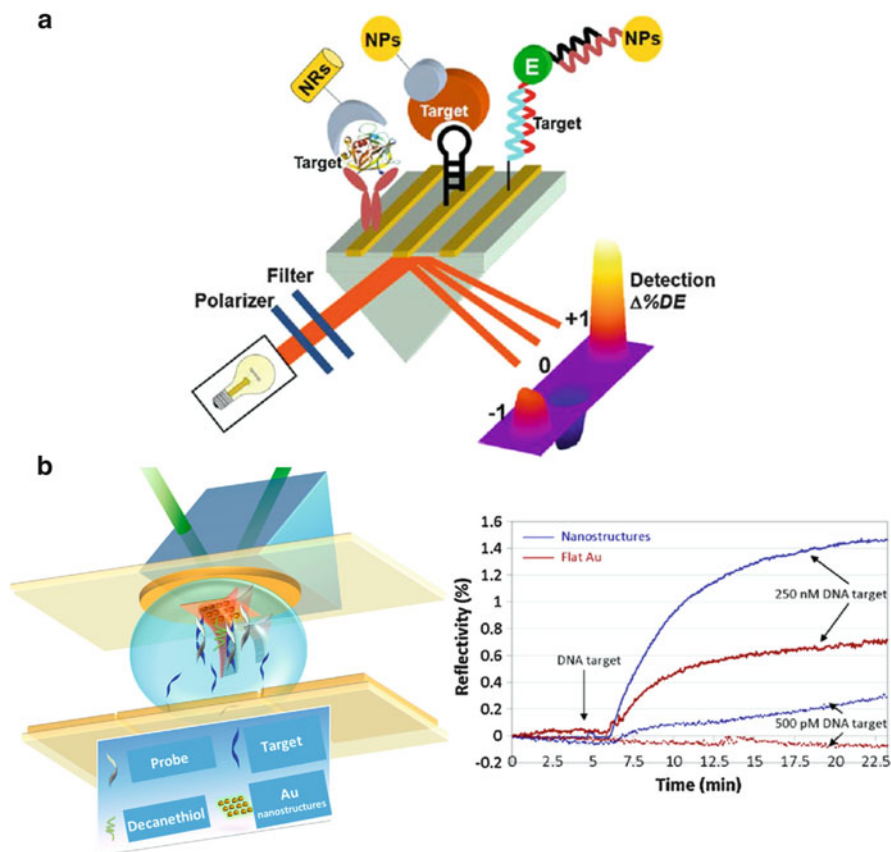 a
NRs
NPs
Target
Target
E
NPs
Target
Filter
Polarizer
Detection
Δ%DE
+1
0
-1
b
Probe
Target
Decanethiol
Au
nanostructures
Nanostructures
Flat Au
250 nM DNA target
DNA target
500 pM DNA target
Reflectivity (%)
1.6
1.4
1.2
1
0.8
0.6
0.4
0.2
0
-0.2
0 2.5 5 7.5 10 12.5 15 17.5 20 22.5
Time (min)